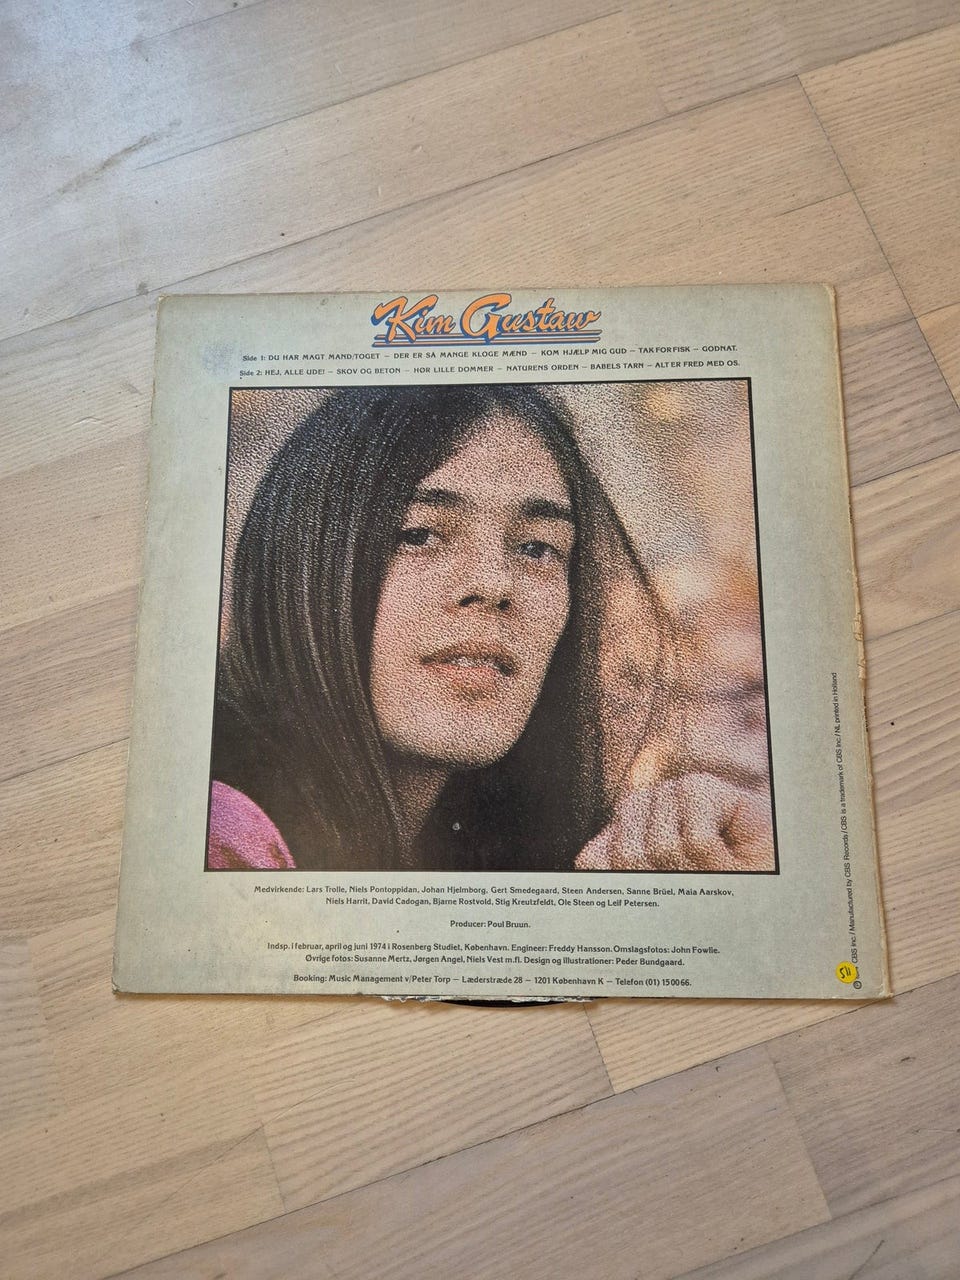 Kim Gustaw
Side 1: DU HAR MAGT MAND/TOGET – DER ER SÅ MANGE KLOGE MÆND – KOM HJÆLP MIG GUD – TAK FOR FISK – GODNAT.
Side 2: HEJ, ALLE UDE! – SKOV OG BETON – HØR LILLE DOMMER – NATURENS ORDEN – BABELS TÅRN – ALT ER FRED MED OS.
Medvirkende: Lars Trolle, Niels Pontoppidan, Johan Hjelmborg, Gert Smedegaard, Steen Andersen, Sanne Brüel, Maia Aarskov,
Niels Harrit, David Cadogan, Bjarne Rostvold, Stig Kreutzfeldt, Ole Steen og Leif Petersen.
Producer: Poul Bruun.
Indsp. i februar, april og juni 1974 i Rosenberg Studiet, København. Engineer: Freddy Hansson. Omslagsfotos: John Fowlie.
Øvrige fotos: Susanne Mertz, Jørgen Angel, Niels Vest m.fl. Design og illustrationer: Peder Bundgaard.
Booking: Music Management v/Peter Torp – Læderstræde 28 – 1201 København K – Telefon (01) 15 00 66.
CBS Inc./ Manufactured by CBS Records / CBS is a trademark of CBS Inc./ NL printed in Holland